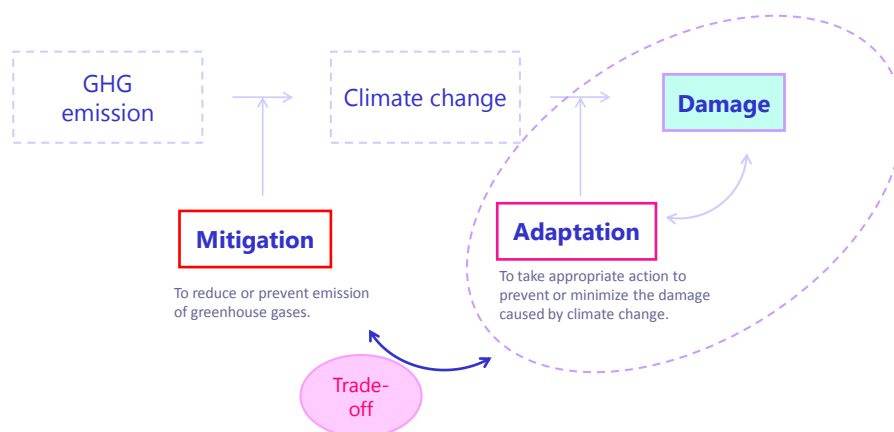 GHG
emission
Climate change
Damage
Mitigation
Adaptation
To reduce or prevent emission
of greenhouse gases.
To take appropriate action to
prevent or minimize the damage
caused by climate change.
Trade-
off